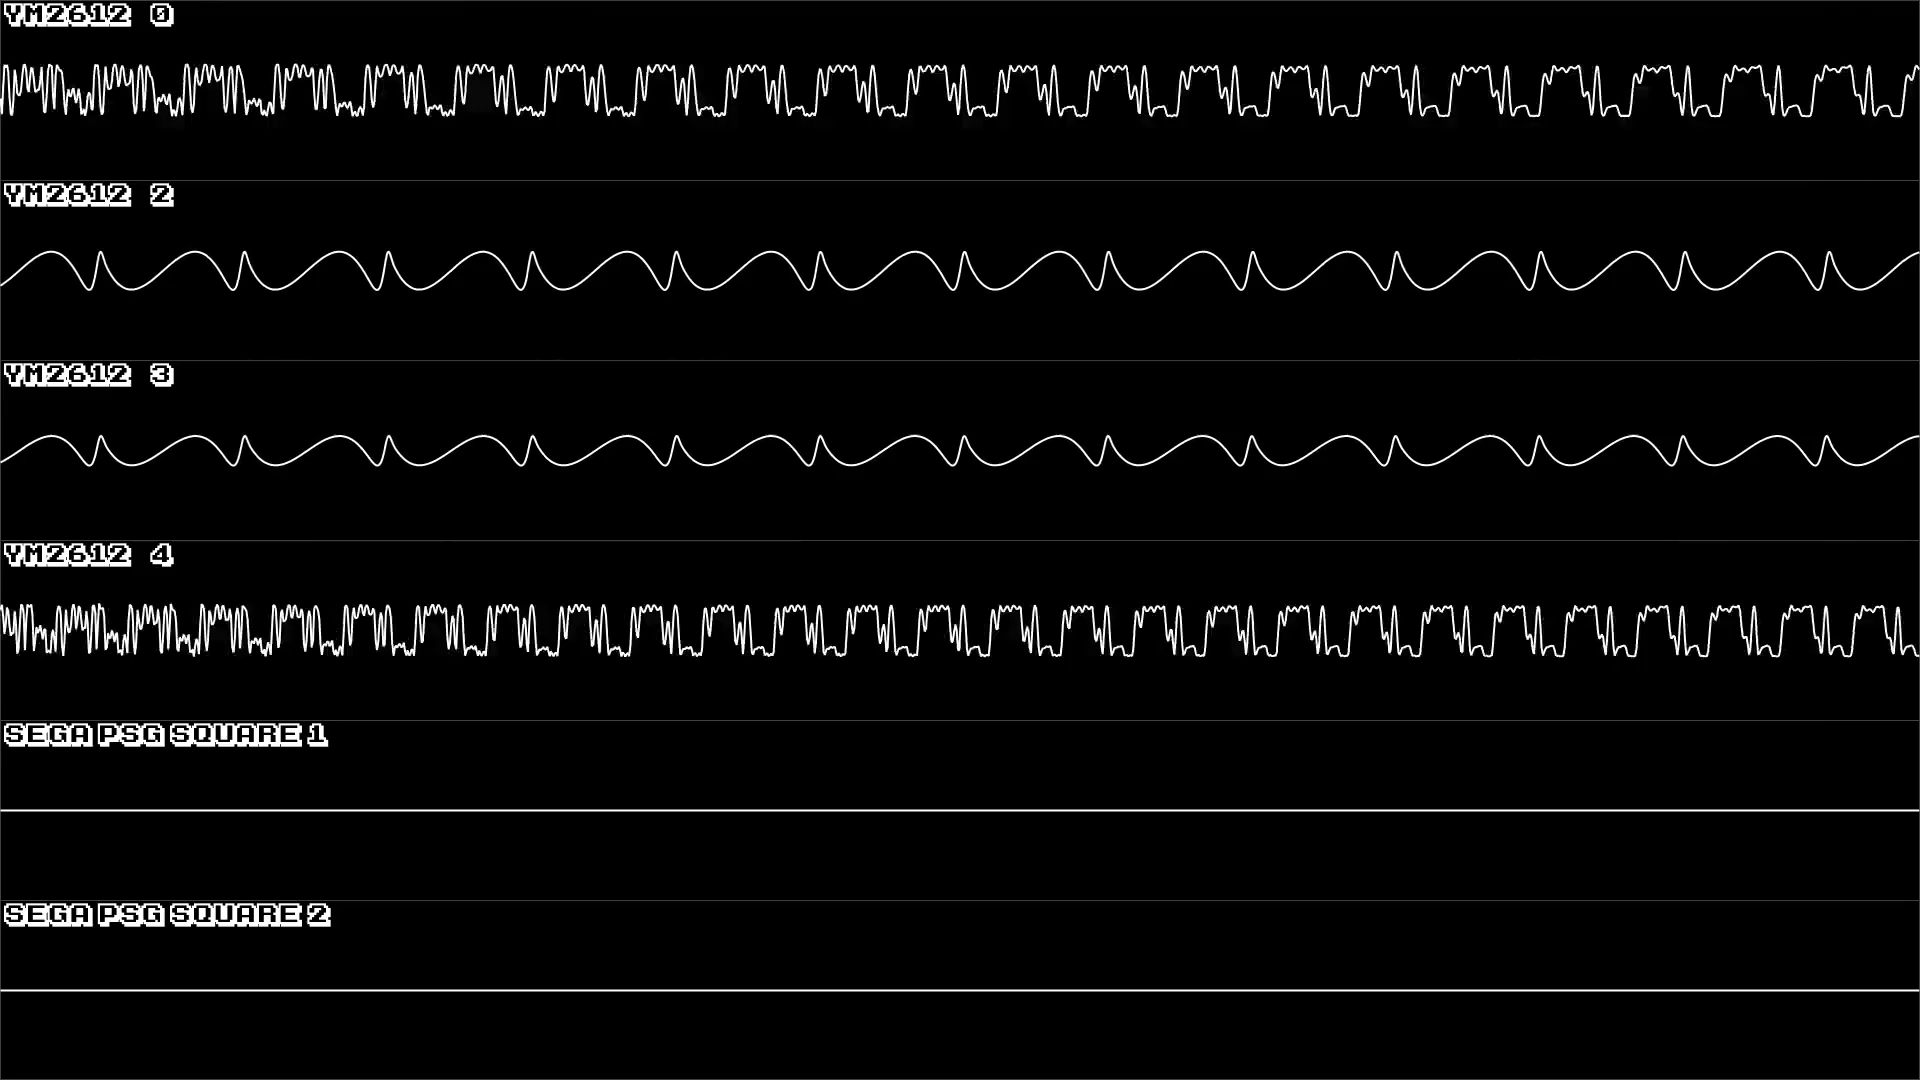 YM2612 0
YM2612 2
YM2612 3
YM2612 4
SEGA PSG SQUARE 1
SEGA PSG SQUARE 2